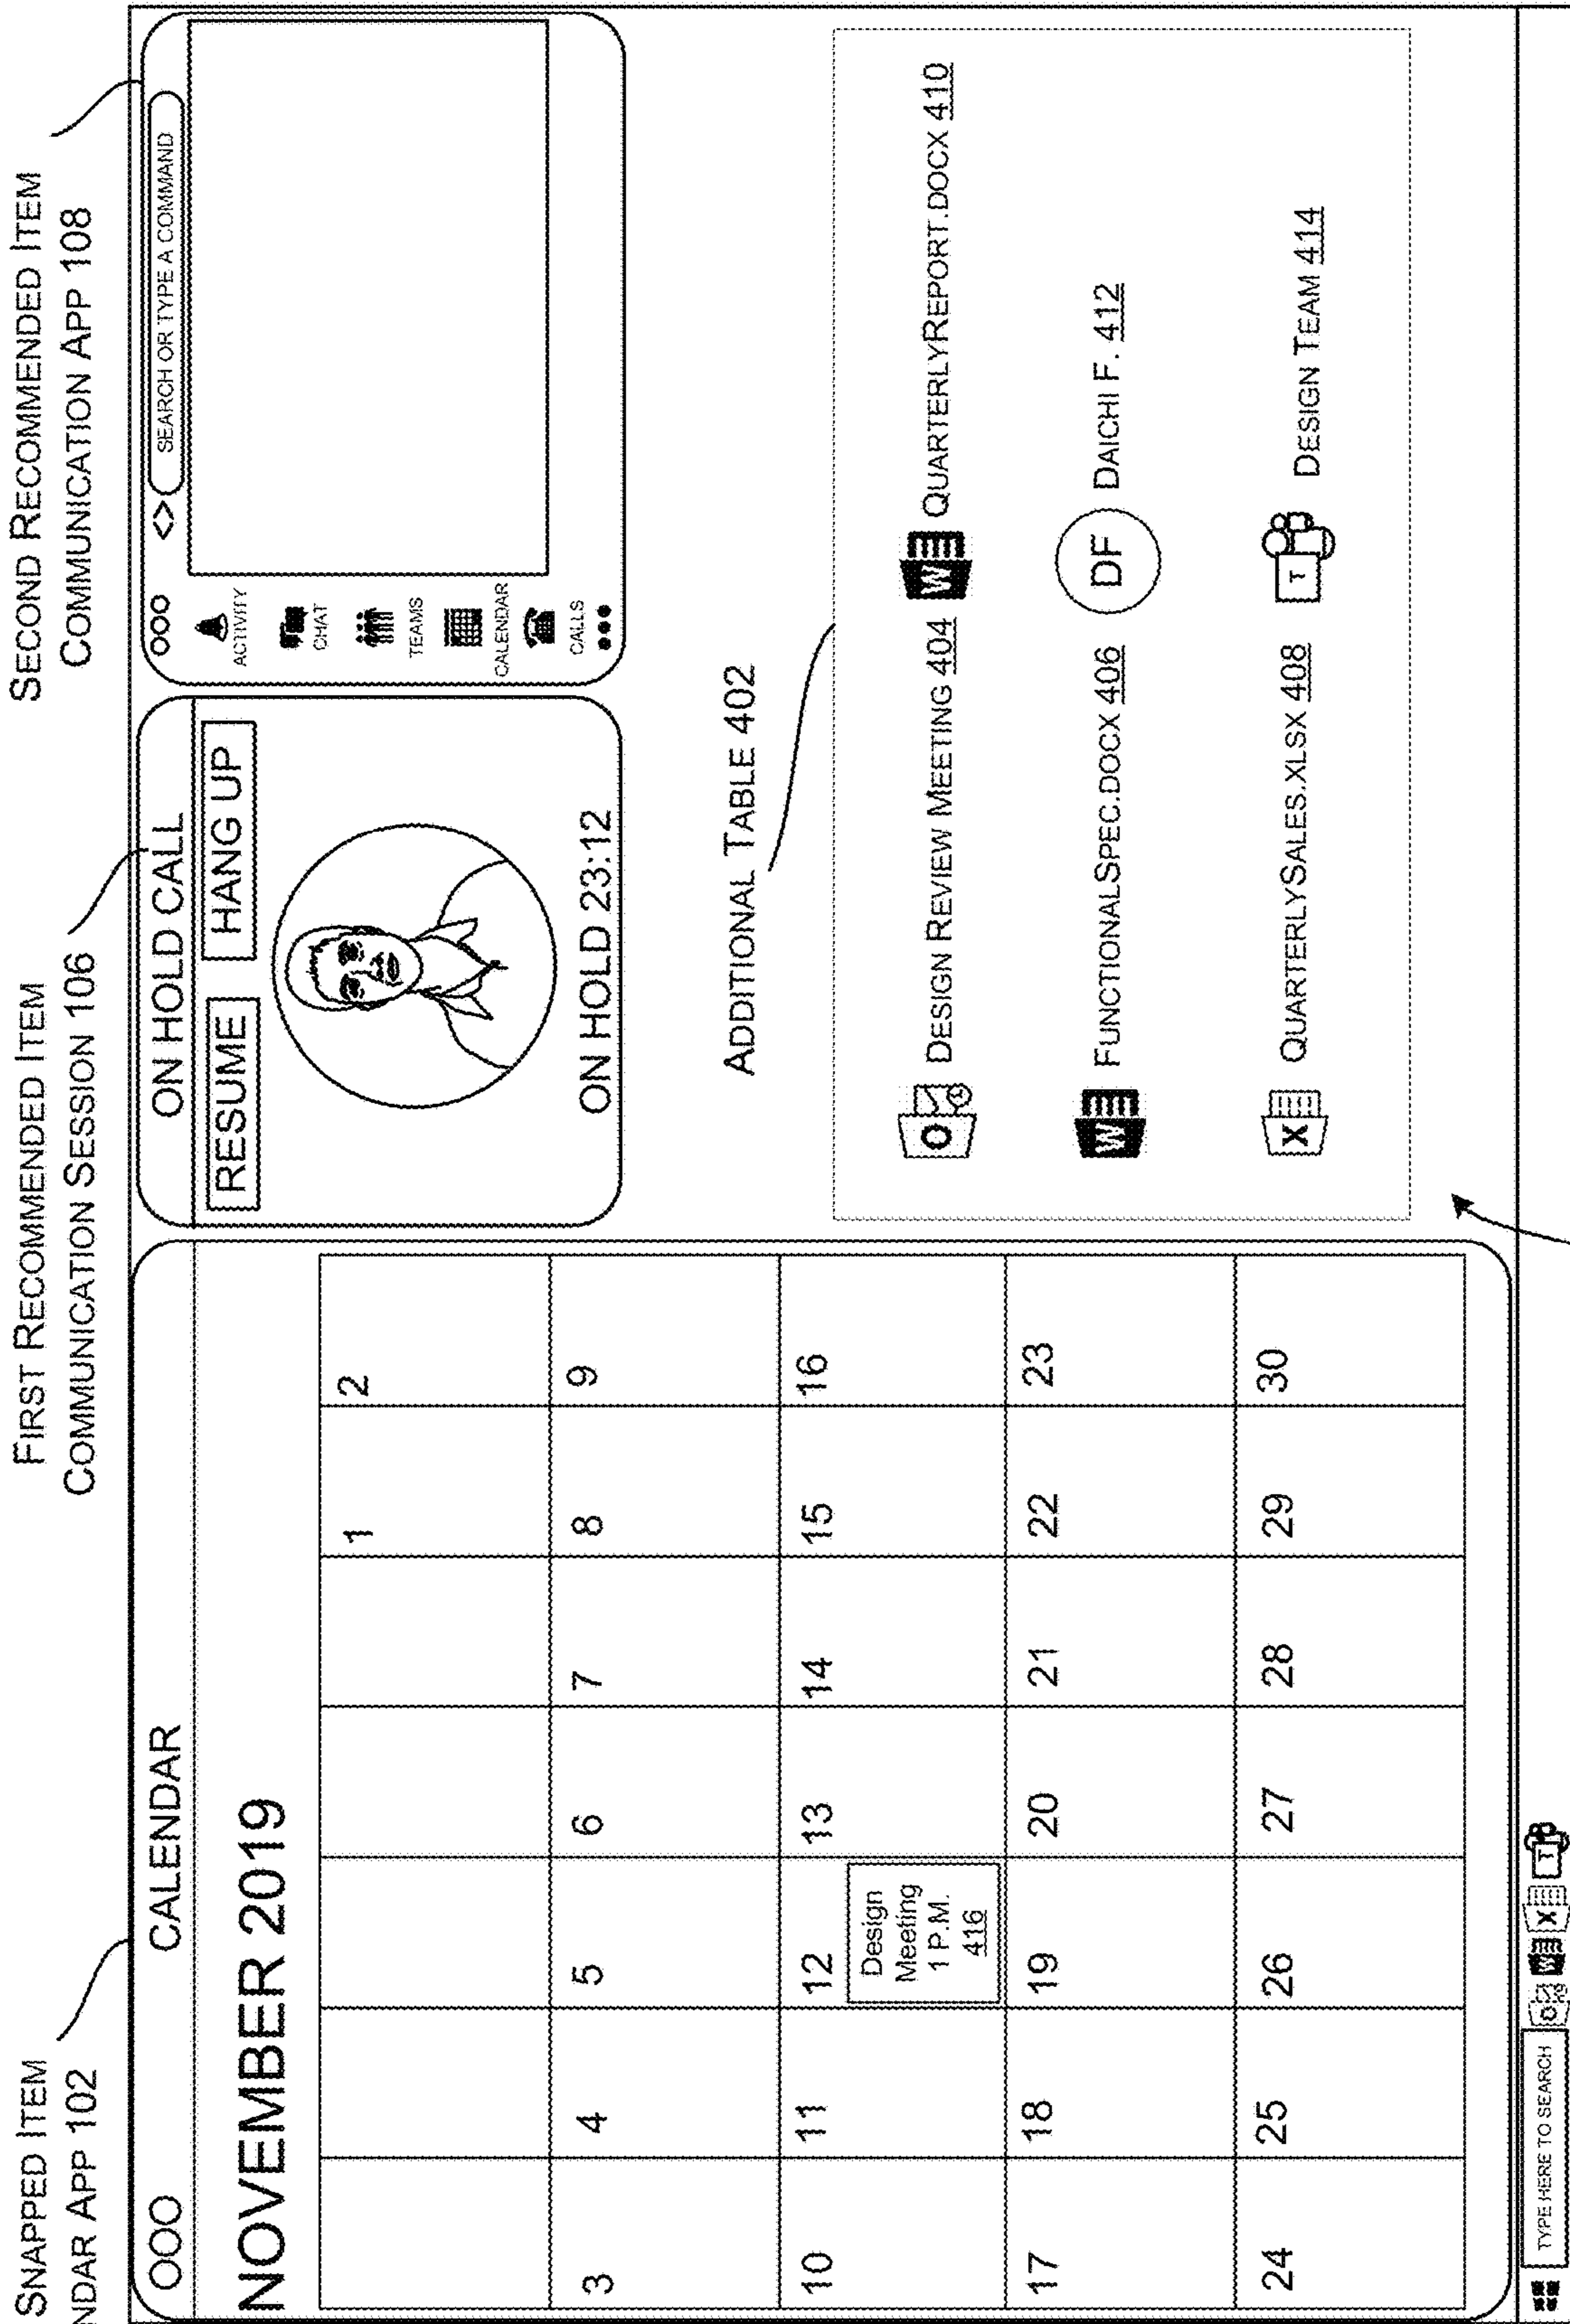 SNAPPED ITEM
NDAR APP 102
FIRST RECOMMENDED ITEM
COMMUNICATION SESSION 106
SECOND RECOMMENDED ITEM
COMMUNICATION APP 108
CALENDAR
NOVEMBER 2019
1 2
3 4 5 6 7 8 9
10 11 12 13 14 15 16
Design
Meeting
1 P.M.
416
17 18 19 20 21 22 23
24 25 26 27 28 29 30
ON HOLD CALL
RESUME HANG UP
ON HOLD 23:12
<> SEARCH OR TYPE A COMMAND
ACTIVITY
CHAT
TEAMS
CALENDAR
CALLS
ADDITIONAL TABLE 402
O DESIGN REVIEW MEETING 404
W QUARTERLYREPORT.DOCX 410
W FUNCTIONALSPEC.DOCX 406
DF DAICHI F. 412
X QUARTERLYSALES.XLSX 408
T DESIGN TEAM 414
TYPE HERE TO SEARCH O W X T